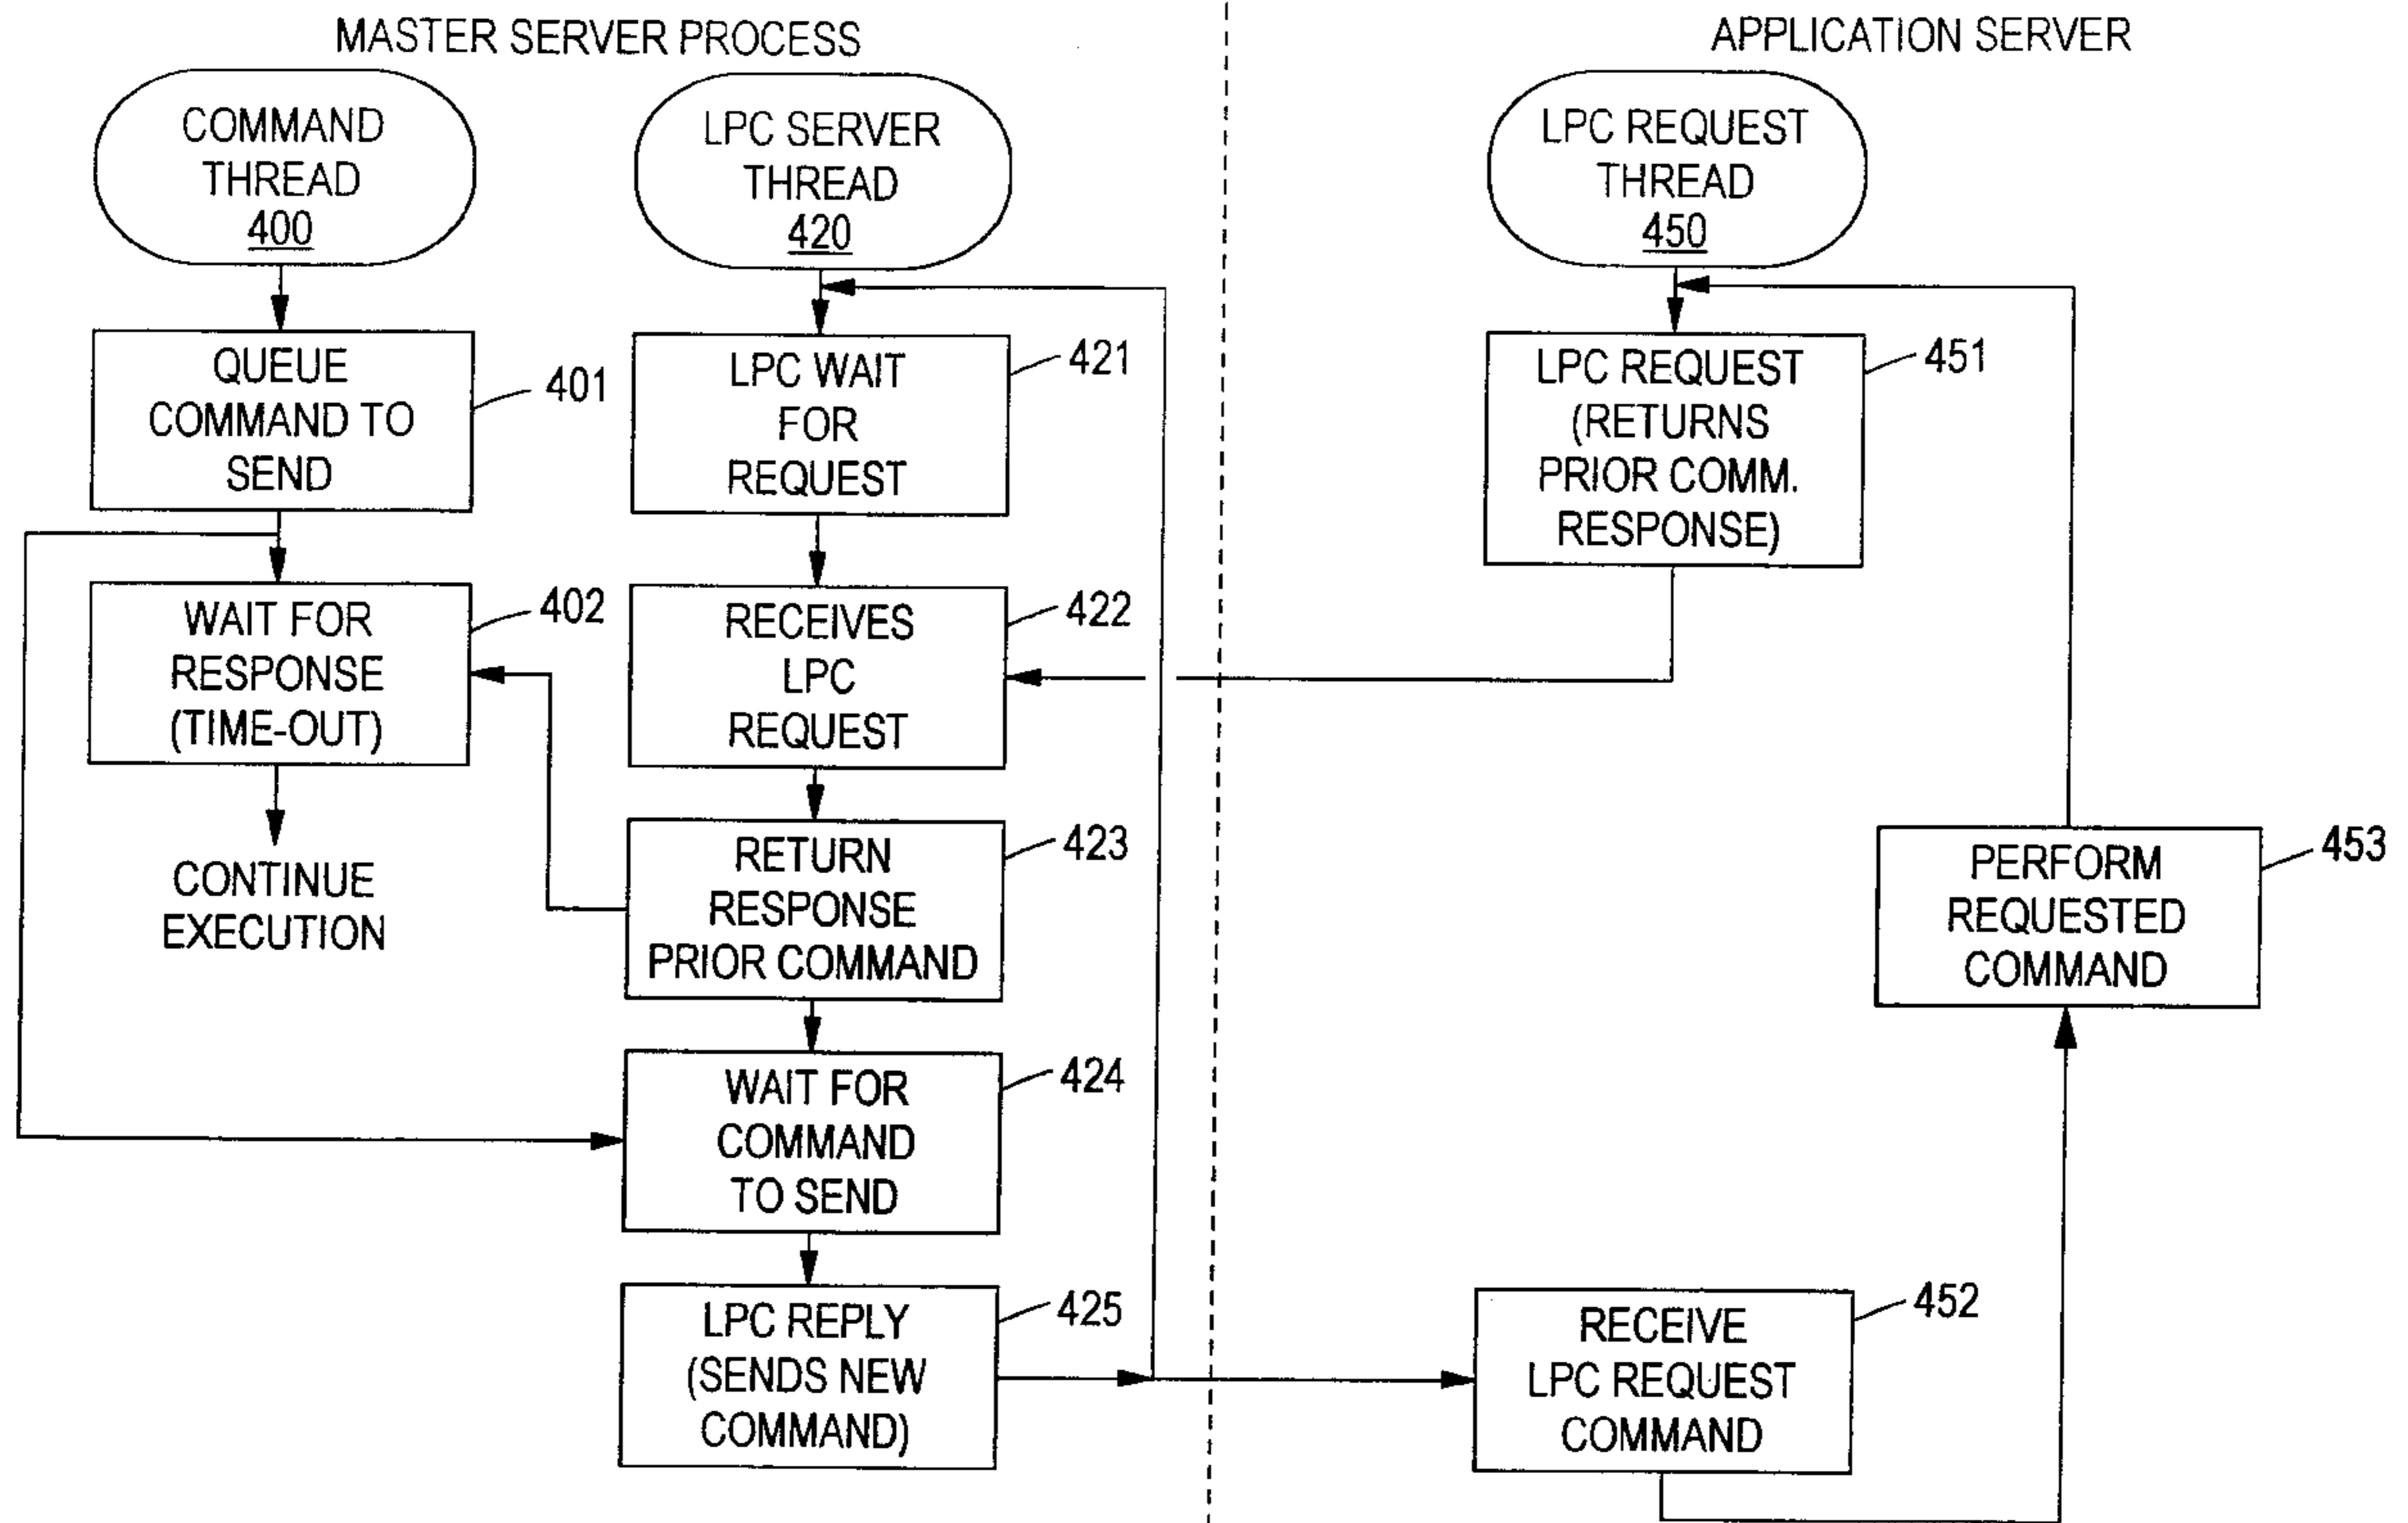 MASTER SERVER PROCESS
APPLICATION SERVER
COMMAND
THREAD
400
LPC SERVER
THREAD
420
LPC REQUEST
THREAD
450
QUEUE
COMMAND TO
SEND
401
LPC WAIT
FOR
REQUEST
421
LPC REQUEST
(RETURNS
PRIOR COMM.
RESPONSE)
451
WAIT FOR
RESPONSE
(TIME-OUT)
402
RECEIVES
LPC
REQUEST
422
CONTINUE
EXECUTION
RETURN
RESPONSE
PRIOR COMMAND
423
PERFORM
REQUESTED
COMMAND
453
WAIT FOR
COMMAND
TO SEND
424
LPC REPLY
(SENDS NEW
COMMAND)
425
RECEIVE
LPC REQUEST
COMMAND
452